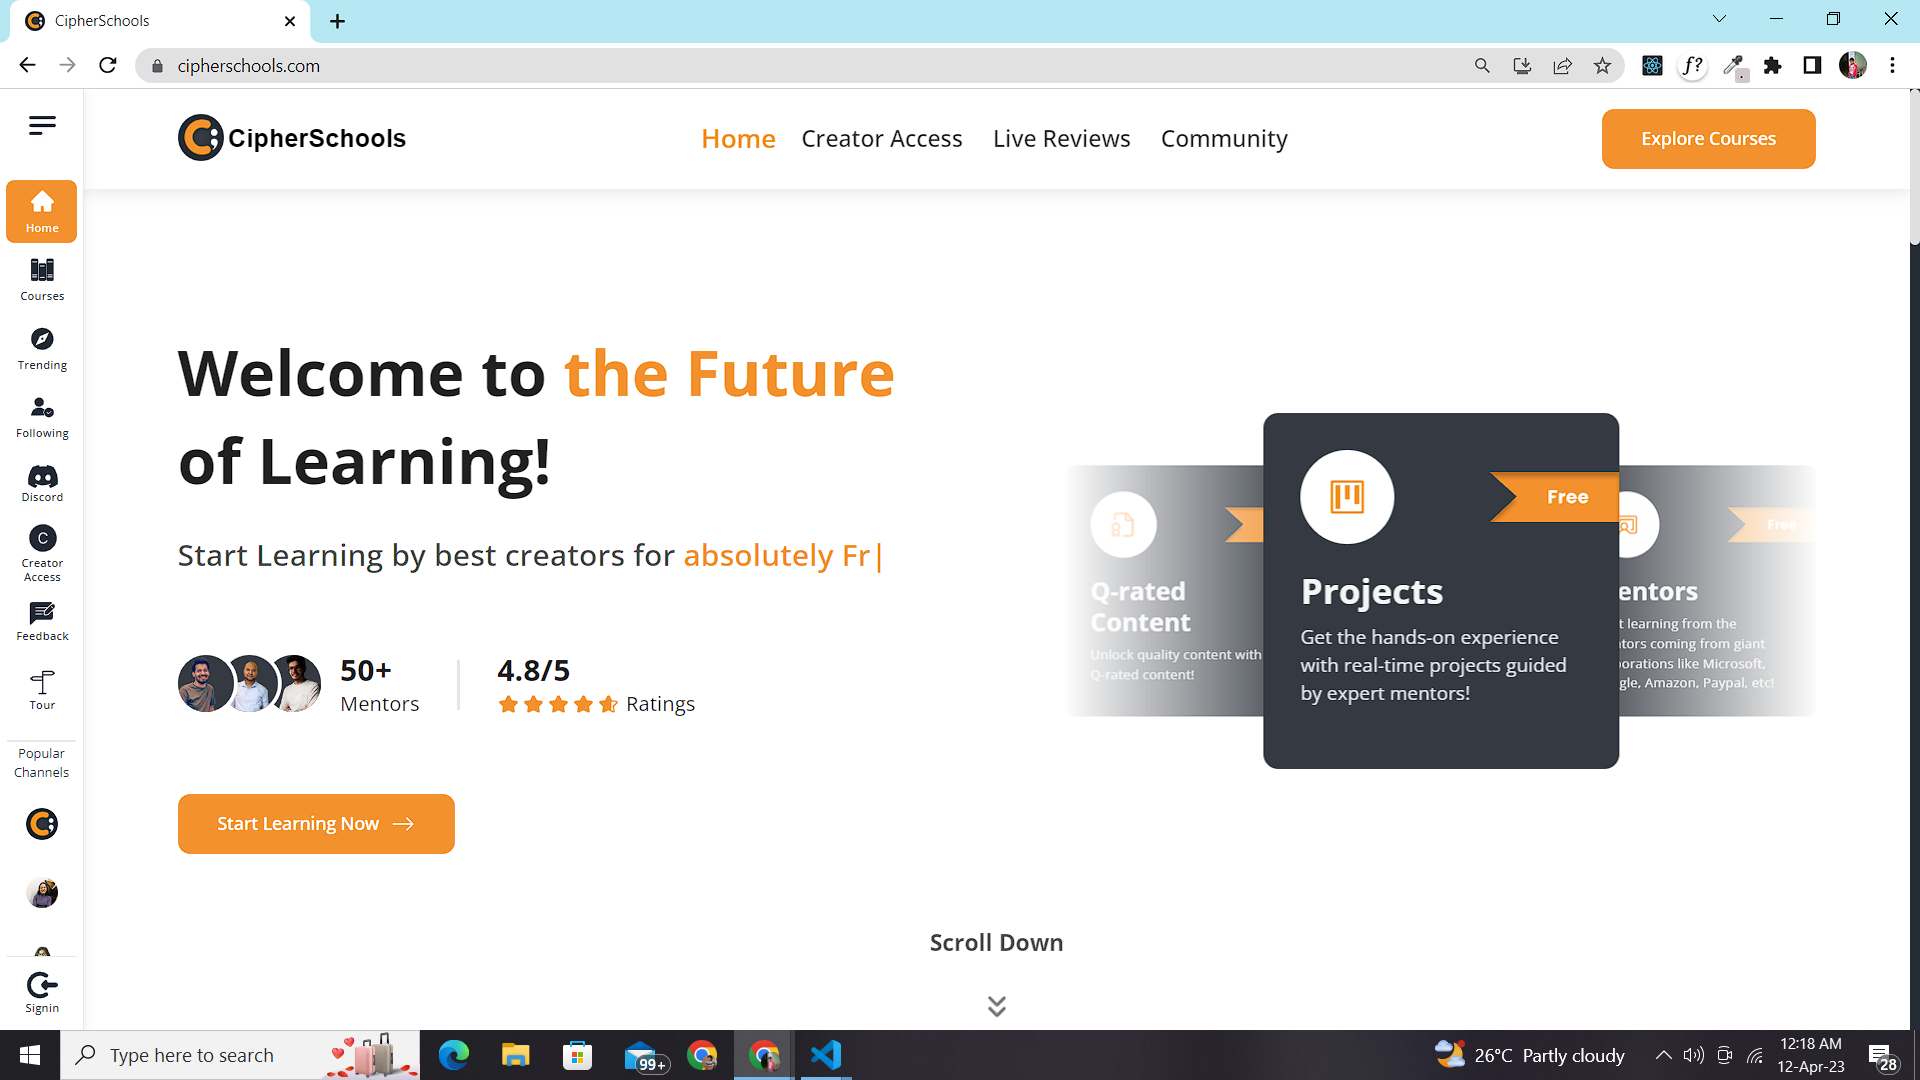 CipherSchools
cipherschools.com
f?
CipherSchools
Home
Creator Access
Live Reviews
Community
Explore Courses
Home
Courses
Trending
Following
Discord
C
Creator
Access
Feedback
Tour
Popular
Channels
Signin
Welcome to the Future
of Learning!
Start Learning by best creators for absolutely Fr|
50+
Mentors
4.8/5
Ratings
Start Learning Now
Q-rated
Content
Unlock quality content with
Q-rated content!
Free
Projects
Get the hands-on experience
with real-time projects guided
by expert mentors!
Free
entors
t learning from the
tors coming from giant
orations like Microsoft,
gle, Amazon, Paypal, etc!
Scroll Down
Type here to search
99+
26°C Partly cloudy
12:18 AM
12-Apr-23
28